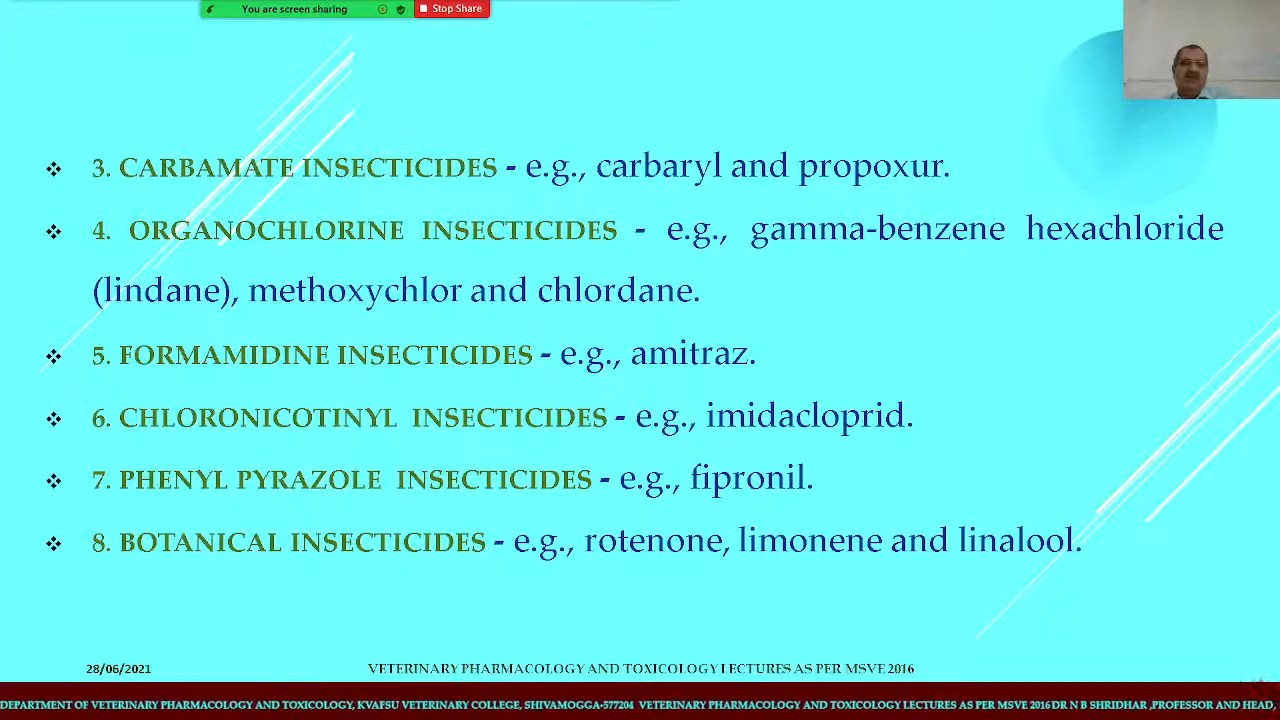 You are screen sharing Stop Share
❖ 3. CARBAMATE INSECTICIDES - e.g., carbaryl and propoxur.
❖ 4. ORGANOCHLORINE INSECTICIDES - e.g., gamma-benzene hexachloride
(lindane), methoxychlor and chlordane.
❖ 5. FORMAMIDINE INSECTICIDES - e.g., amitraz.
❖ 6. CHLORONICOTINYL INSECTICIDES - e.g., imidacloprid.
❖ 7. PHENYL PYRAZOLE INSECTICIDES - e.g., fipronil.
❖ 8. BOTANICAL INSECTICIDES - e.g., rotenone, limonene and linalool.
28/06/2021 VETERINARY PHARMACOLOGY AND TOXICOLOGY LECTURES AS PER MSVE 2016
DEPARTMENT OF VETERINARY PHARMACOLOGY AND TOXICOLOGY, KVAFSU VETERINARY COLLEGE, SHIVAMOGGA-577204 VETERINARY PHARMACOLOGY AND TOXICOLOGY LECTURES AS PER MSVE 2016 DR N B SHRIDHAR ,PROFESSOR AND HEAD,